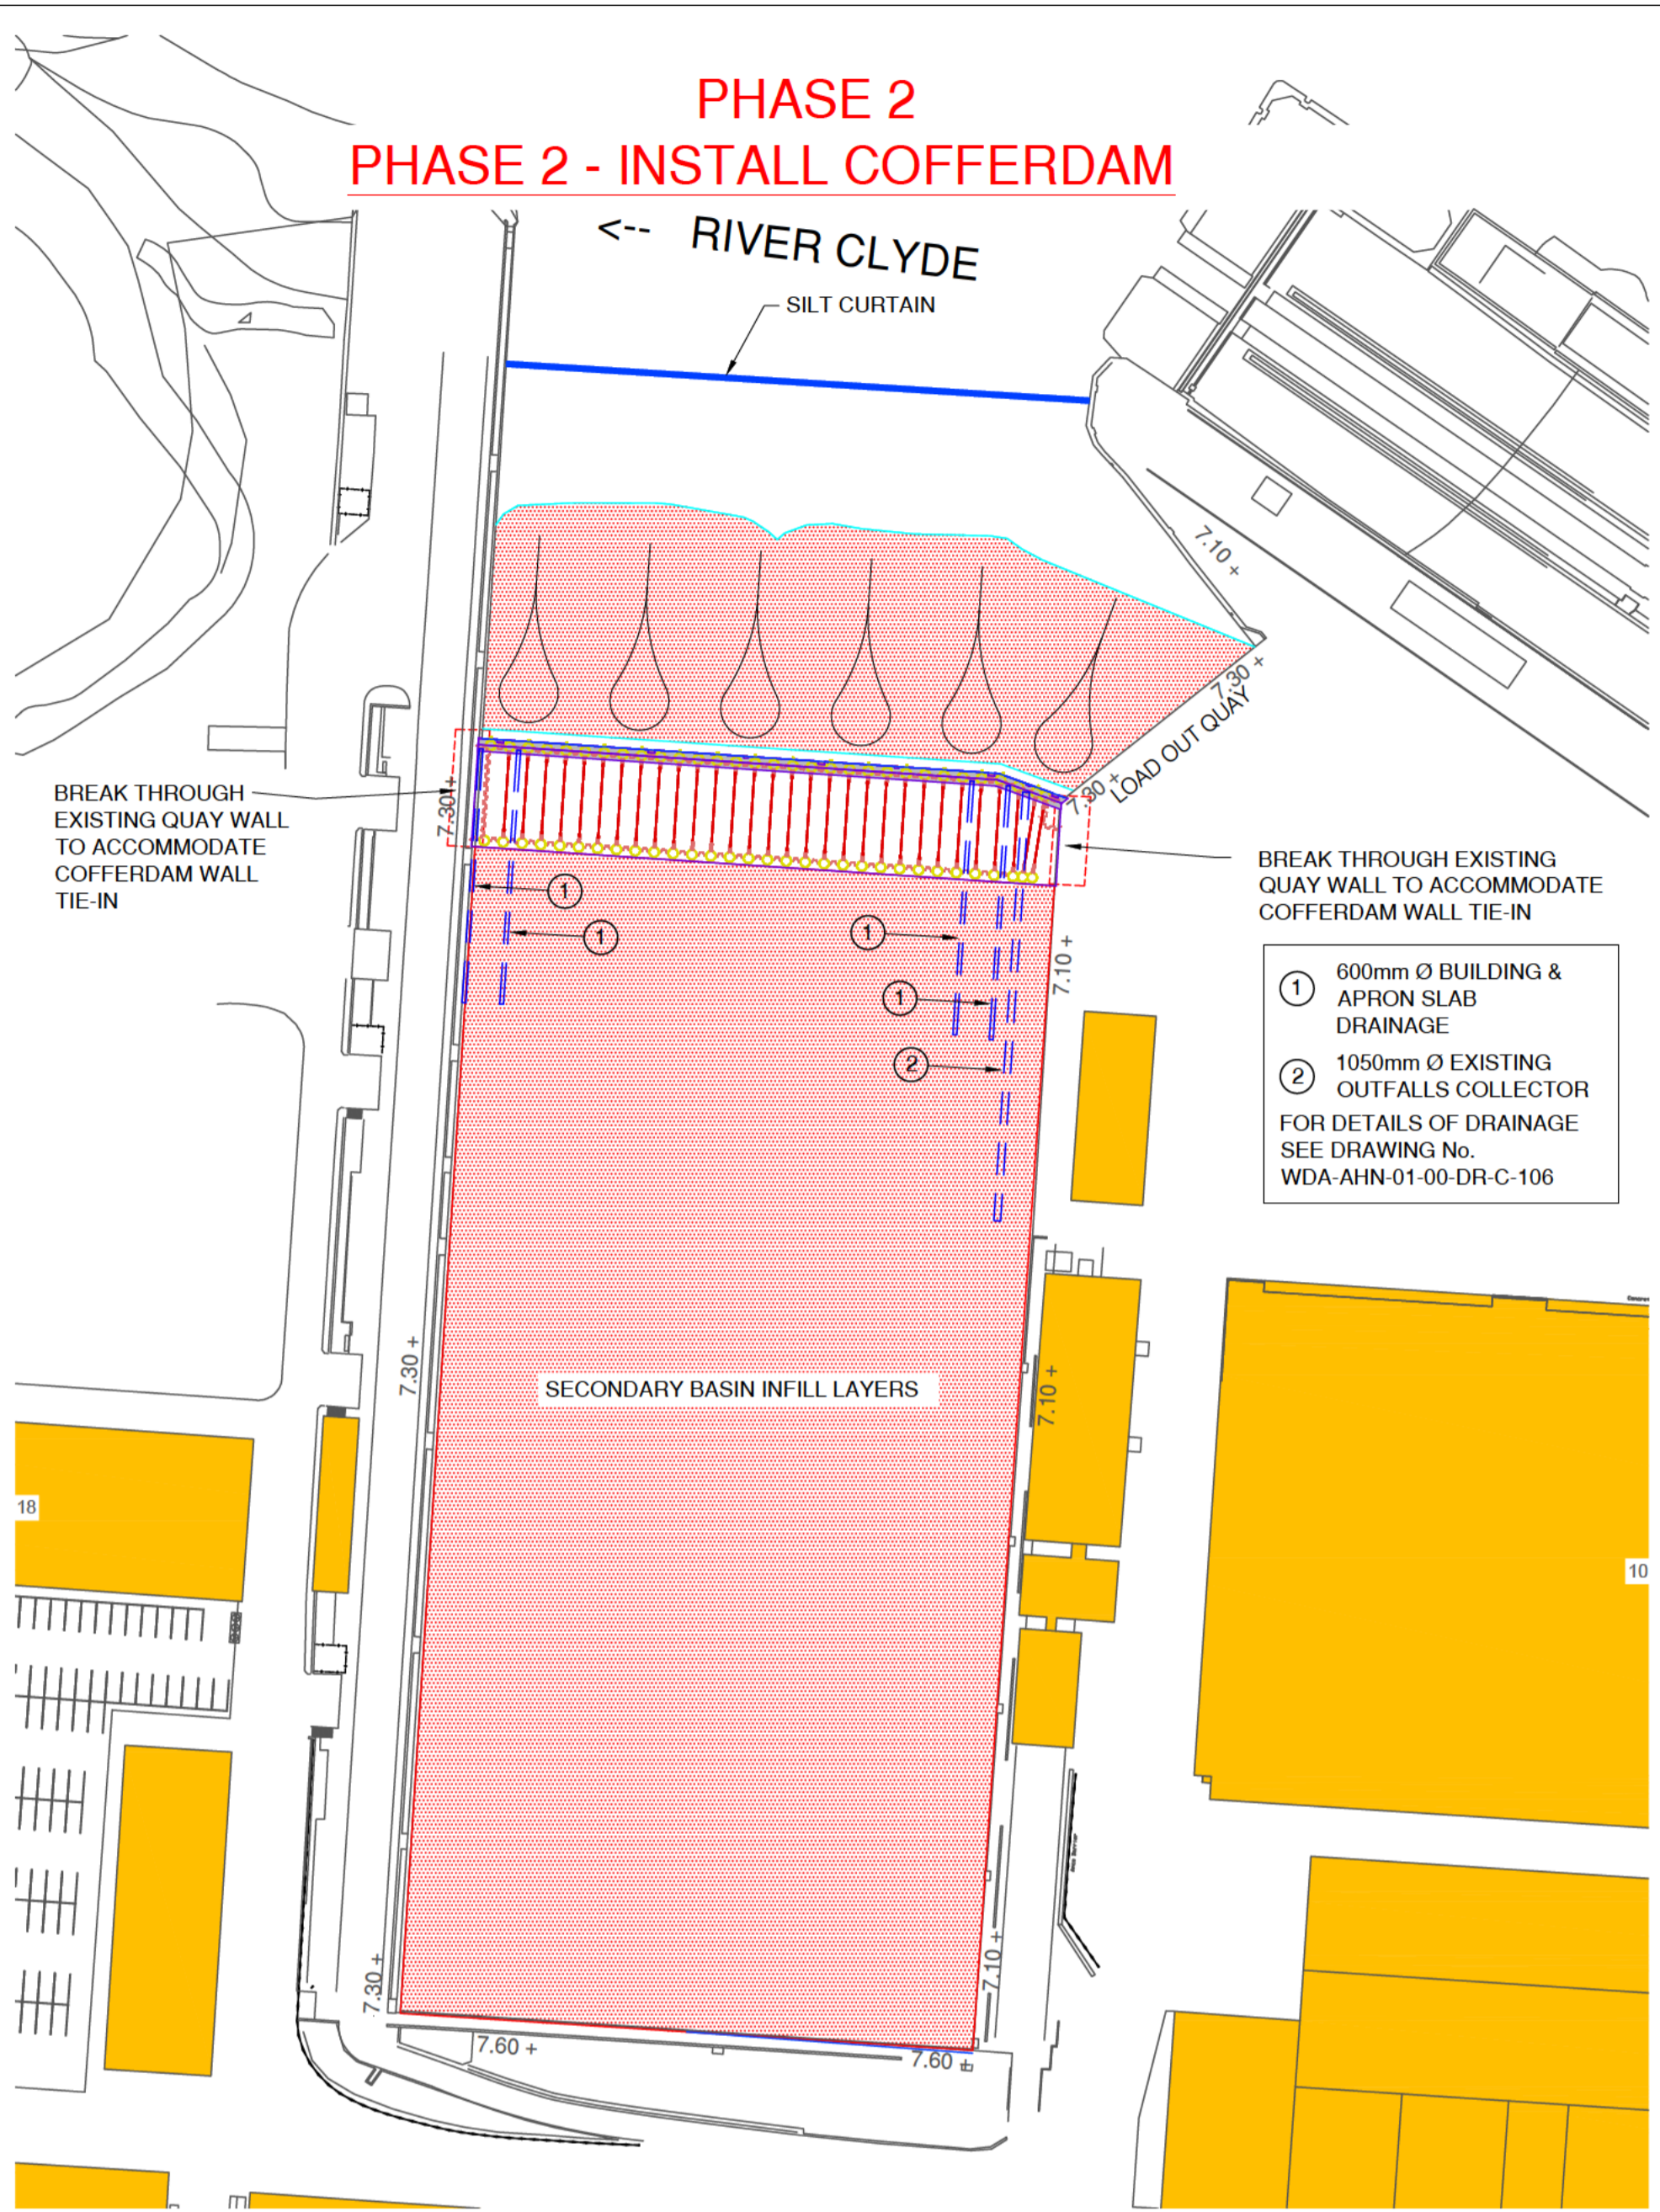 PHASE 2
PHASE 2 - INSTALL COFFERDAM
<-- RIVER CLYDE
SILT CURTAIN
7.10 +
7.30 +
LOAD OUT QUAY
7.30 +
7.30 +
BREAK THROUGH
EXISTING QUAY WALL
TO ACCOMMODATE
COFFERDAM WALL
TIE-IN
BREAK THROUGH EXISTING
QUAY WALL TO ACCOMMODATE
COFFERDAM WALL TIE-IN
1
1
1
1
2
7.10 +
1 600mm Ø BUILDING &
APRON SLAB
DRAINAGE
2 1050mm Ø EXISTING
OUTFALLS COLLECTOR
FOR DETAILS OF DRAINAGE
SEE DRAWING No.
WDA-AHN-01-00-DR-C-106
7.30 +
SECONDARY BASIN INFILL LAYERS
7.10 +
18
10
7.30 +
7.10 +
7.60 +
7.60 +